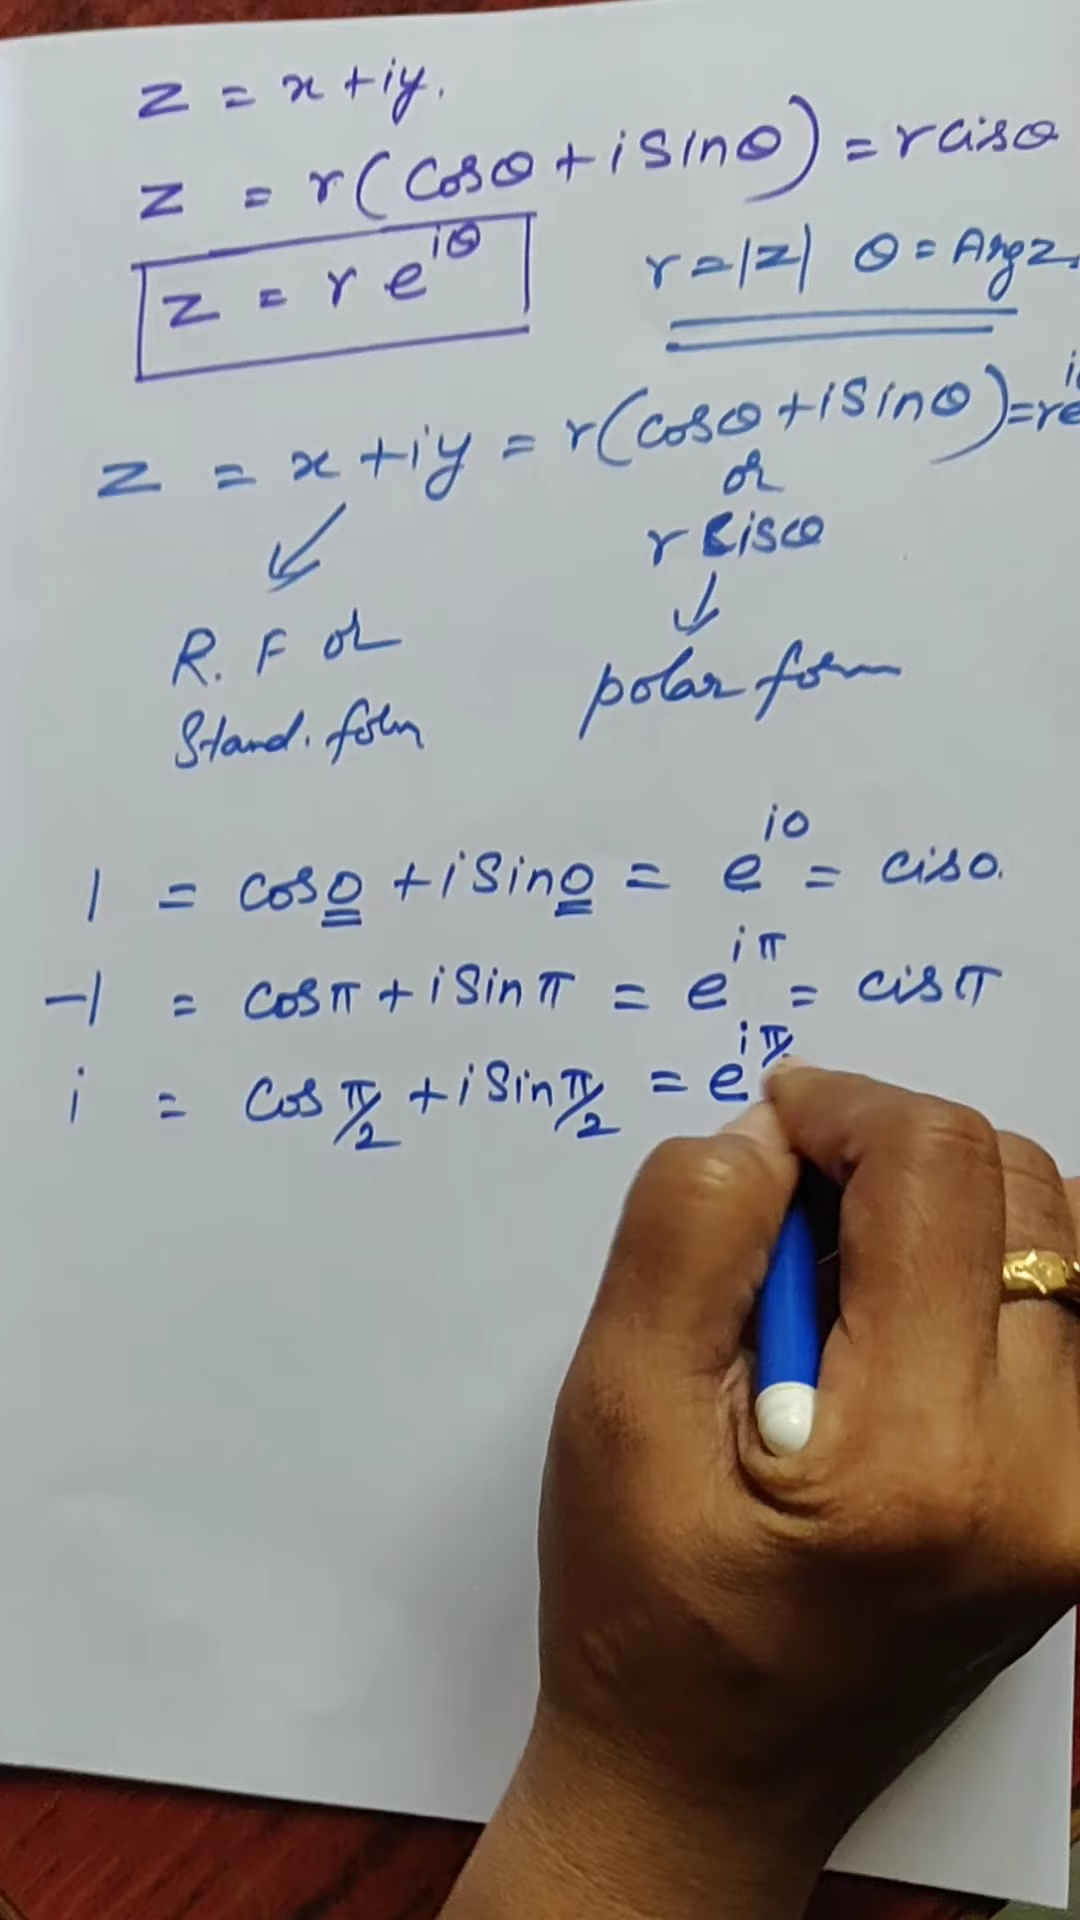 z = x + iy.
z = r(cosθ + i sinθ) = r cisθ
z = r e^{iθ}
r = |z| θ = Arg z.
z = x + iy = r(cosθ + i sinθ) = re^{i
or
r cisθ
R. F or
Stand. form
polar form
1 = cos0 + i sin0 = e^{i0} = cis0.
-1 = cosπ + i sinπ = e^{iπ} = cisπ
i = cos π/2 + i sin π/2 = e^{iπ/